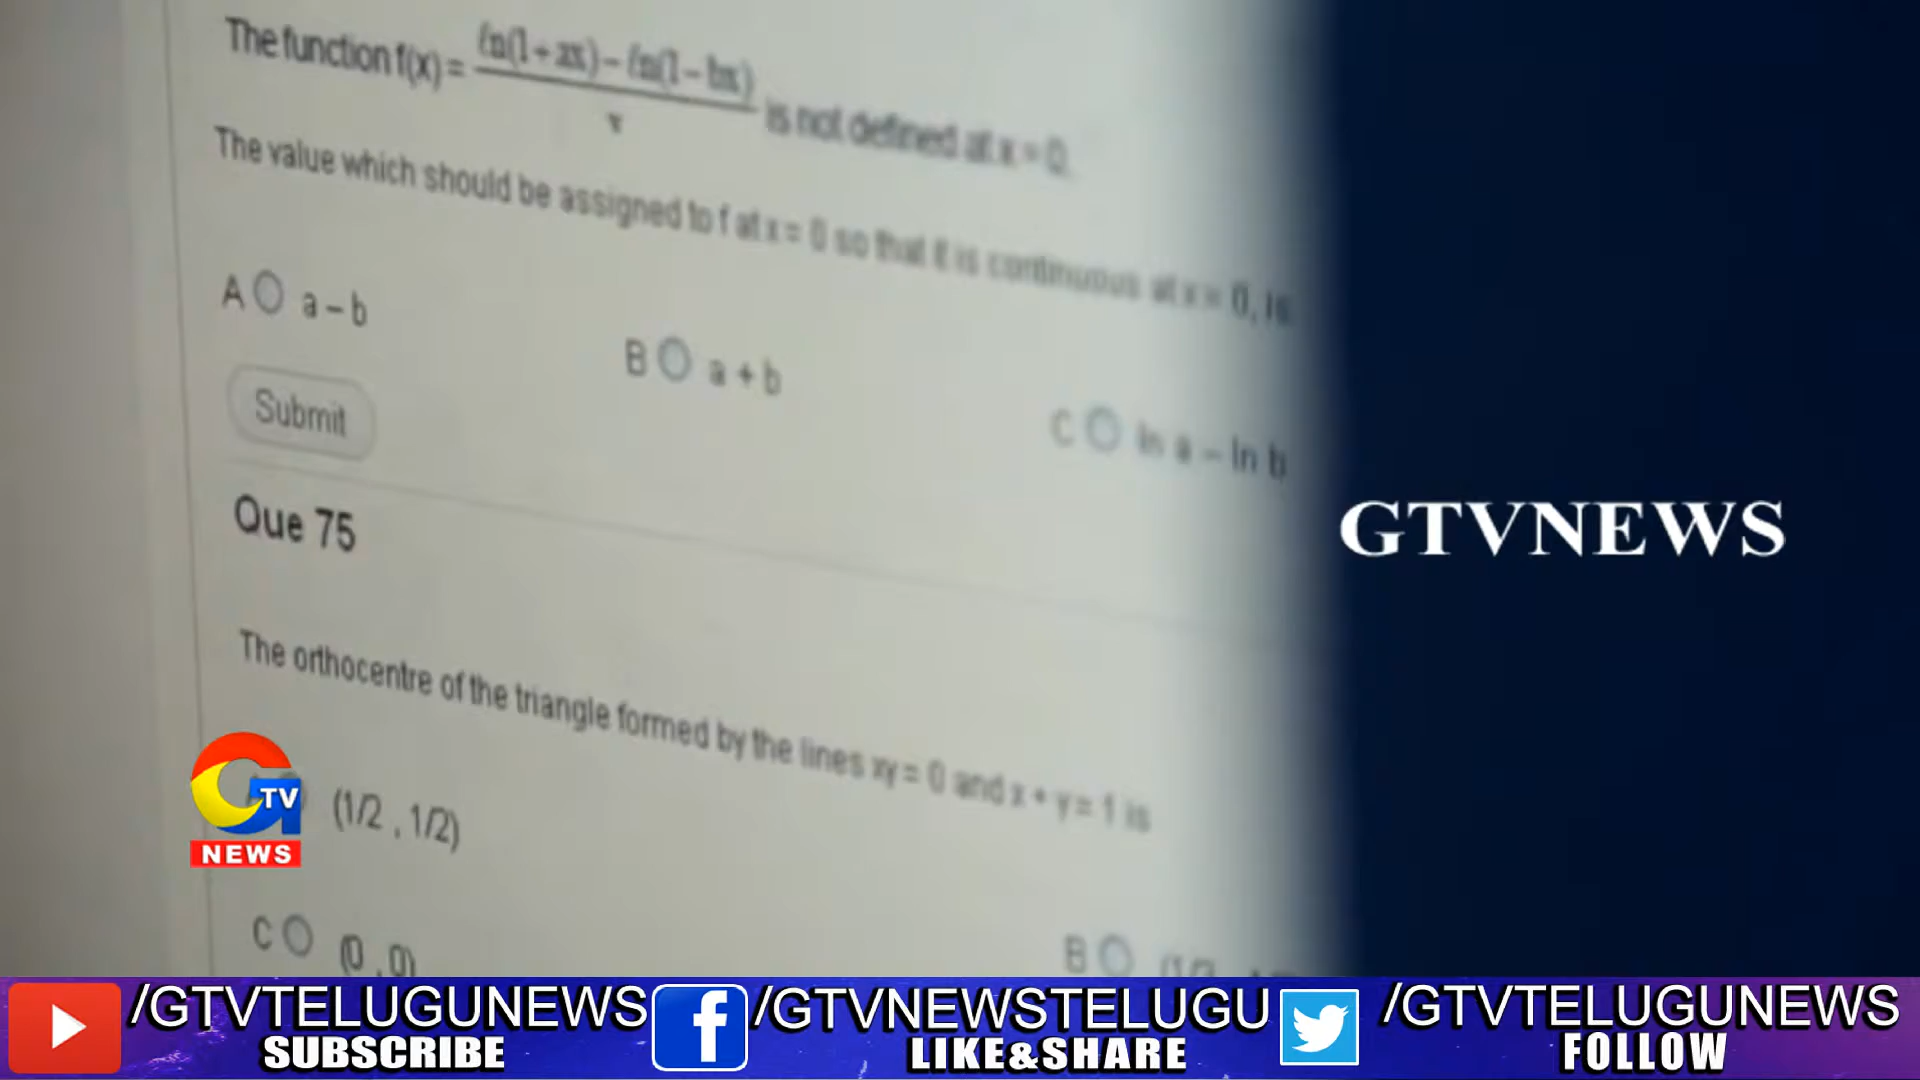 The function f(x) = ℓn(1+ax) – ℓn(1–bx) / x is not defined at x = 0.
The value which should be assigned to f at x = 0 so that it is continuous at x = 0, is
A a – b
B a + b
C ln a – ln b
Submit
Que 75
The orthocentre of the triangle formed by the lines xy = 0 and x + y = 1 is
(1/2 , 1/2)
B
C (0 , 0)
GTVNEWS
G TV
NEWS
/GTVTELUGUNEWS
SUBSCRIBE
/GTVNEWSTELUGU
LIKE&SHARE
/GTVTELUGUNEWS
FOLLOW